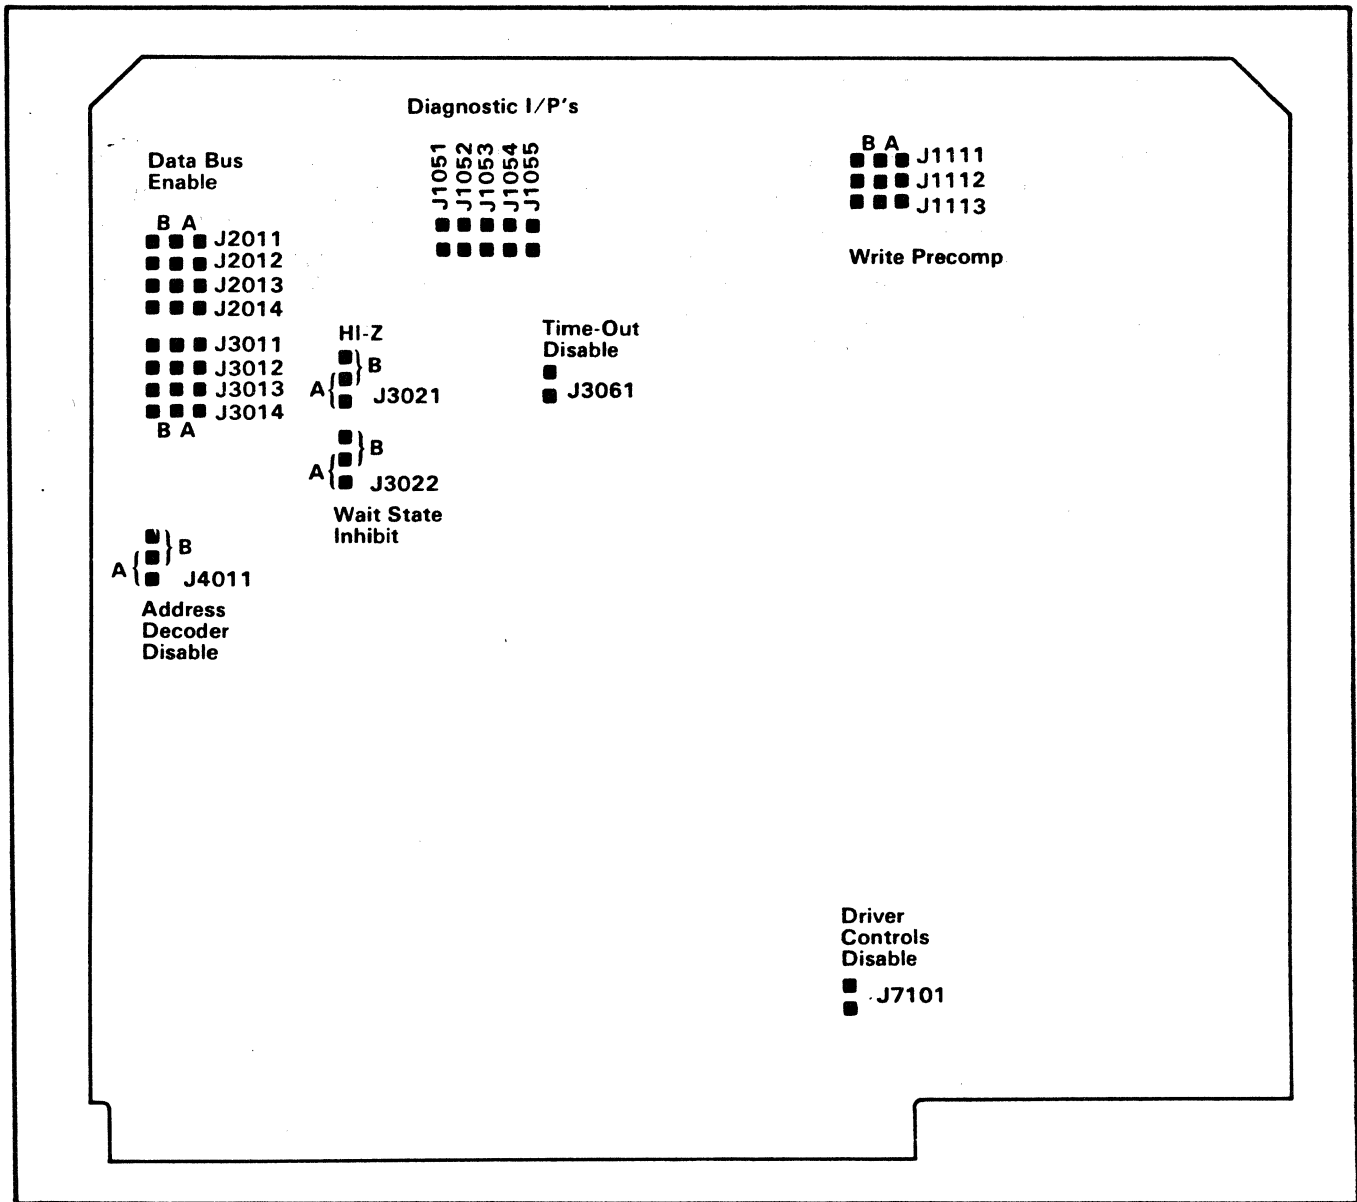 Diagnostic I/P's
J1051
J1052
J1053
J1054
J1055
B A
J1111
J1112
J1113
Write Precomp
Data Bus
Enable
B A
J2011
J2012
J2013
J2014
J3011
J3012
J3013
J3014
B A
HI-Z
B
A
J3021
B
A
J3022
Wait State
Inhibit
Time-Out
Disable
J3061
B
A
J4011
Address
Decoder
Disable
Driver
Controls
Disable
J7101